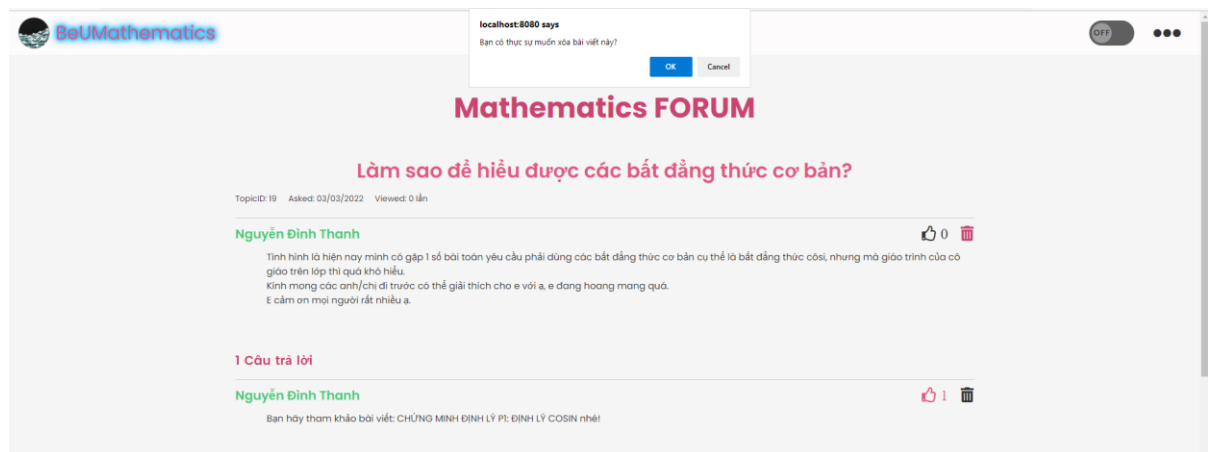 BeUMathematics
localhost:8080 says
Bạn có thực sự muốn xóa bài viết này?
OK
Cancel
OFF
Mathematics FORUM
Làm sao để hiểu được các bất đẳng thức cơ bản?
TopicID: 19 Asked: 03/03/2022 Viewed: 0 lần
Nguyễn Đình Thanh
0
Tình hình là hiện nay mình có gặp 1 số bài toán yêu cầu phải dùng các bất đẳng thức cơ bản cụ thể là bất đẳng thức côsi, nhưng mà giáo trình của cô
giáo trên lớp thì quá khó hiểu.
Kính mong các anh/chị đi trước có thể giải thích cho e với ạ, e đang hoang mang quá.
E cảm ơn mọi người rất nhiều ạ.
1 Câu trả lời
Nguyễn Đình Thanh
1
Bạn hãy tham khảo bài viết: CHỨNG MINH ĐỊNH LÝ P1: ĐỊNH LÝ COSIN nhé!